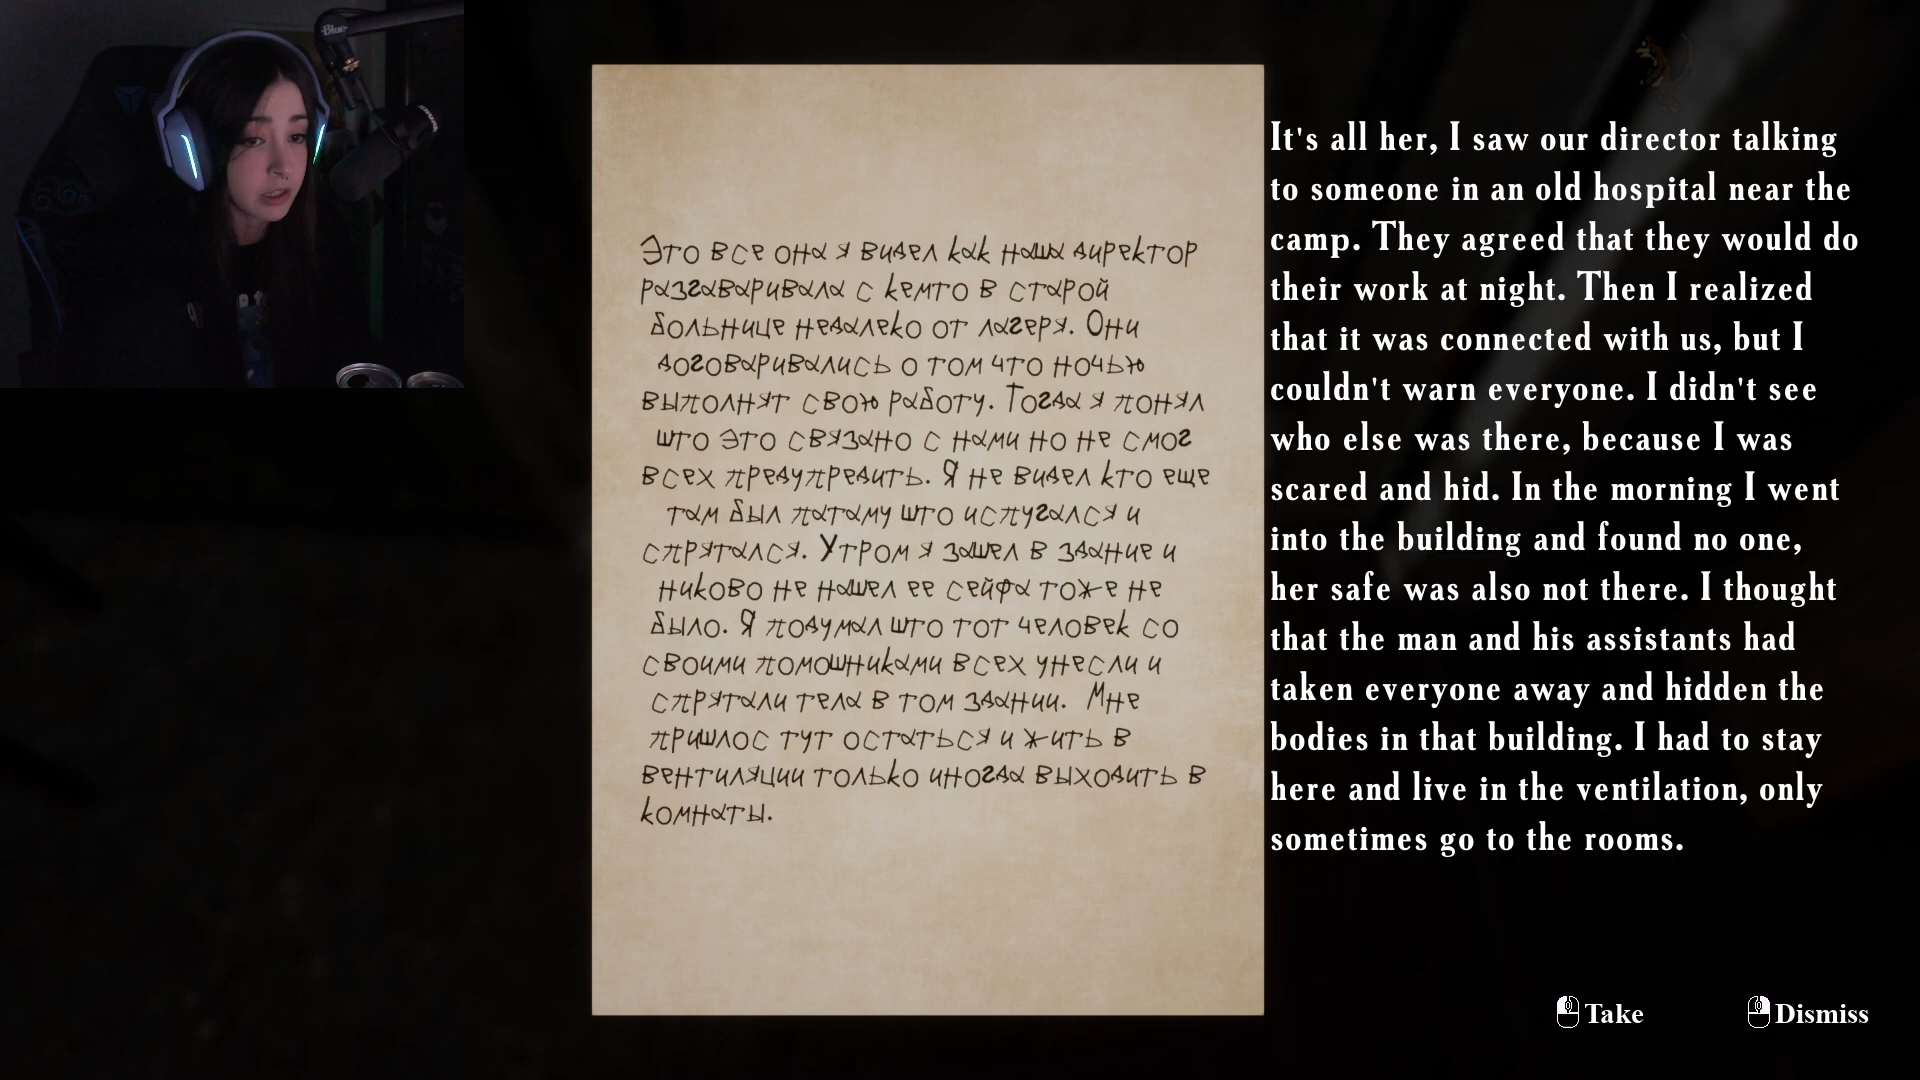 Это все она я видел как наша директор
разгаваривала с кемто в старой
больнице недалеко от лагеря. Они
договаривались о том что ночью
выполнят свою работу. Тогда я понял
што это связано с нами но не смог
всех предупредить. Я не видел кто еще
там был патаму што испугался и
спрятался. Утром я зашел в здание и
никово не нашел ее сейфа тоже не
было. Я подумал што тот человек со
своими помошниками всех унесли и
спрятали тела в том здании. Мне
пришлос тут остаться и жить в
вентиляции только иногда выходить в
комнаты.
It's all her, I saw our director talking
to someone in an old hospital near the
camp. They agreed that they would do
their work at night. Then I realized
that it was connected with us, but I
couldn't warn everyone. I didn't see
who else was there, because I was
scared and hid. In the morning I went
into the building and found no one,
her safe was also not there. I thought
that the man and his assistants had
taken everyone away and hidden the
bodies in that building. I had to stay
here and live in the ventilation, only
sometimes go to the rooms.
Take
Dismiss
Blue